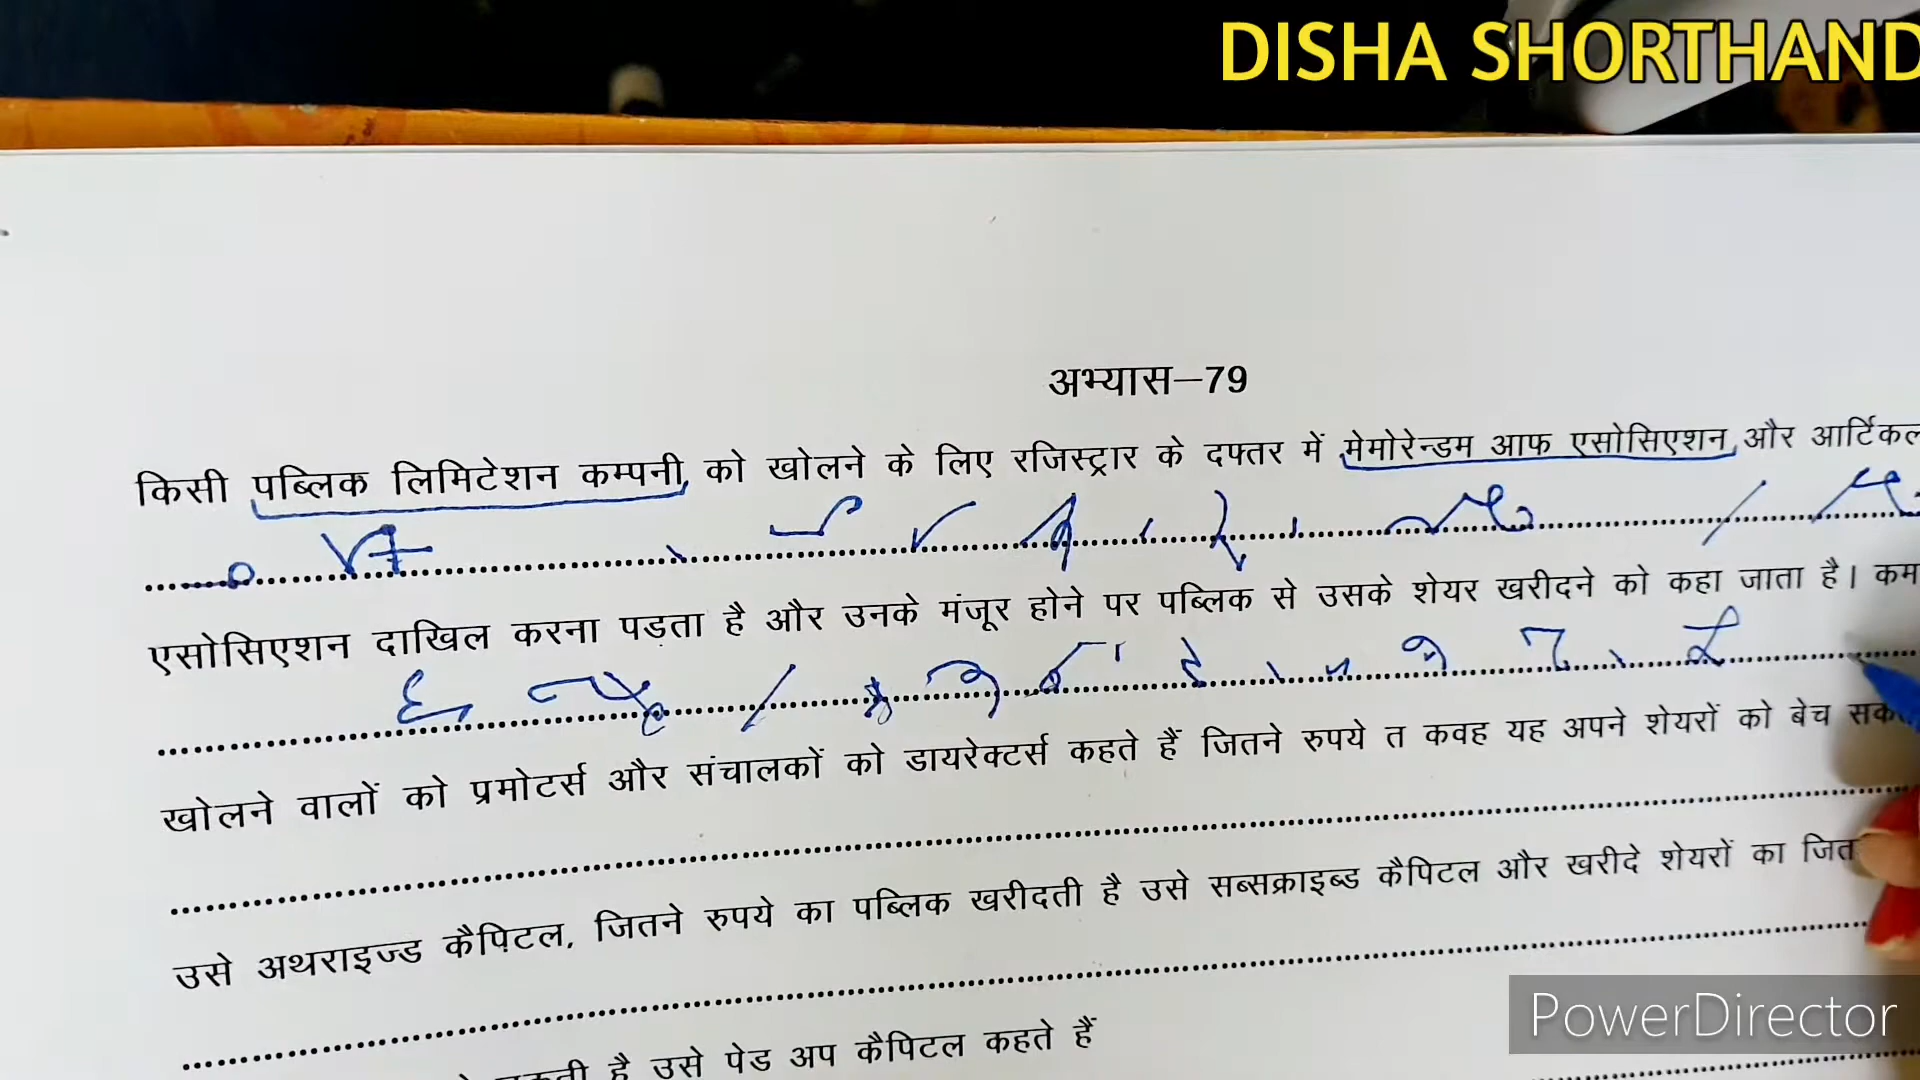 DISHA SHORTHAND
अभ्यास–79
किसी पब्लिक लिमिटेशन कम्पनी को खोलने के लिए रजिस्ट्रार के दफ्तर में मेमोरेन्डम आफ एसोसिएशन और आर्टिकल
एसोसिएशन दाखिल करना पड़ता है और उनके मंजूर होने पर पब्लिक से उसके शेयर खरीदने को कहा जाता है। कम
खोलने वालों को प्रमोटर्स और संचालकों को डायरेक्टर्स कहते हैं जितने रुपये त कवह यह अपने शेयरों को बेच
उसे अथराइज्ड कैपिटल, जितने रुपये का पब्लिक खरीदती है उसे सब्सक्राइब्ड कैपिटल और खरीदे शेयरों का जित
है उसे पेड अप कैपिटल कहते हैं
PowerDirector